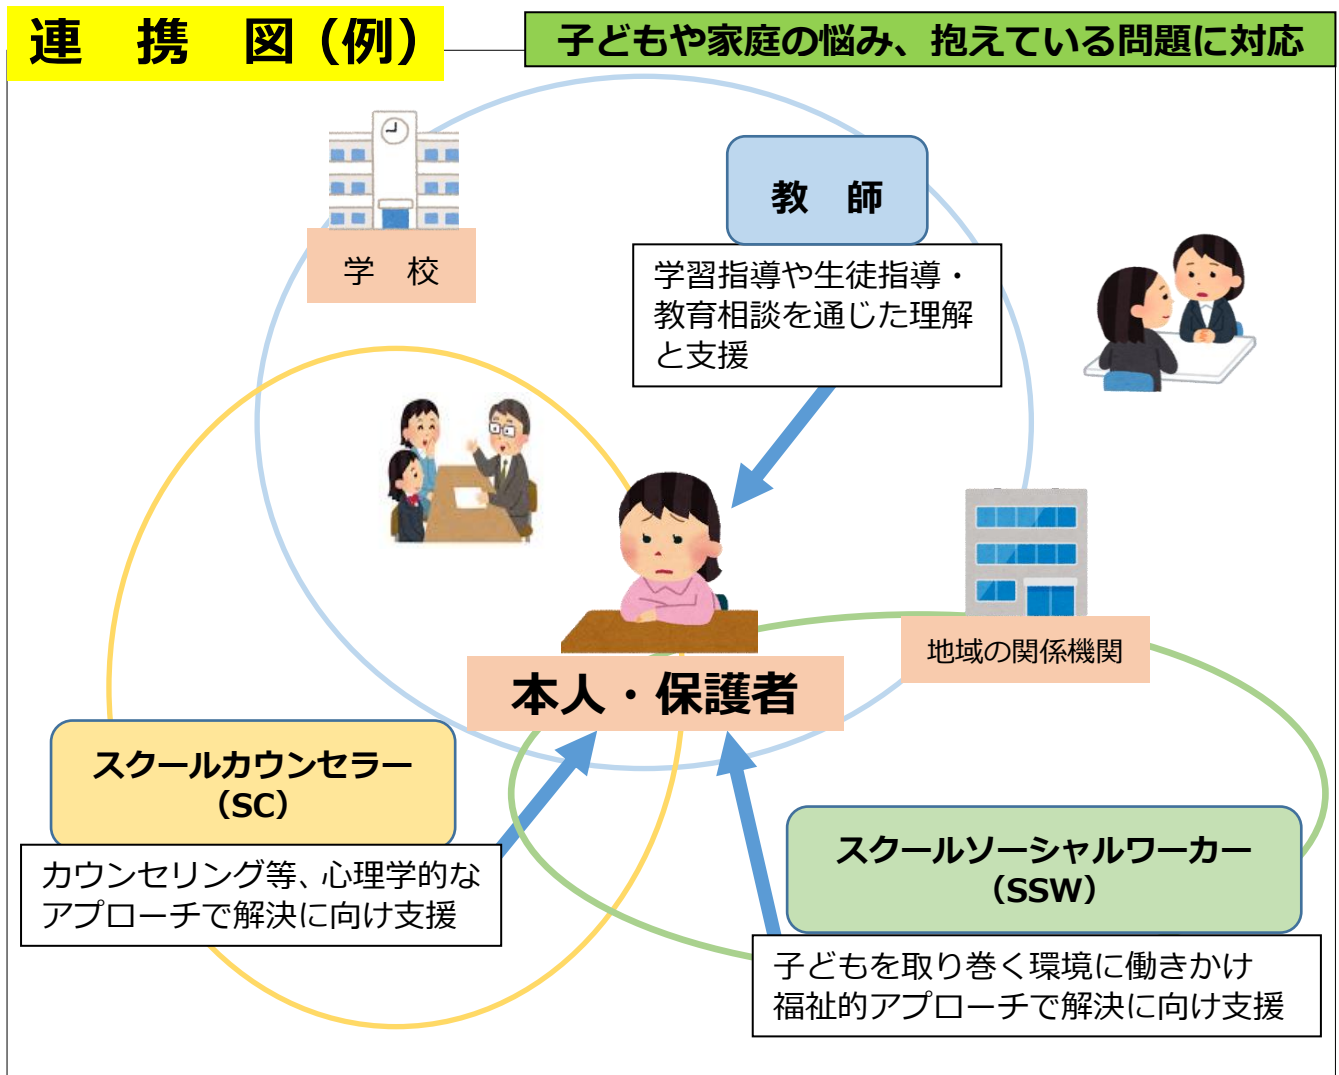 連　携　図（例）
子どもや家庭の悩み、抱えている問題に対応
学　校
教　師
学習指導や生徒指導・
教育相談を通じた理解
と支援
地域の関係機関
本人・保護者
スクールカウンセラー
（SC）
カウンセリング等、心理学的な
アプローチで解決に向け支援
スクールソーシャルワーカー
（SSW）
子どもを取り巻く環境に働きかけ
福祉的アプローチで解決に向け支援